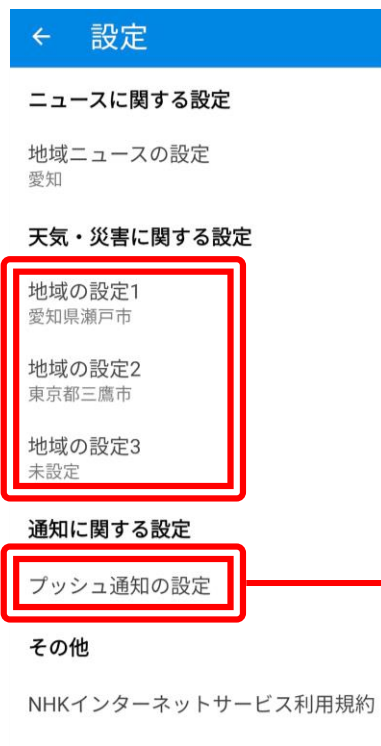 ← 設定
ニュースに関する設定
地域ニュースの設定
愛知
天気・災害に関する設定
地域の設定1
愛知県瀬戸市
地域の設定2
東京都三鷹市
地域の設定3
未設定
通知に関する設定
プッシュ通知の設定
その他
NHKインターネットサービス利用規約